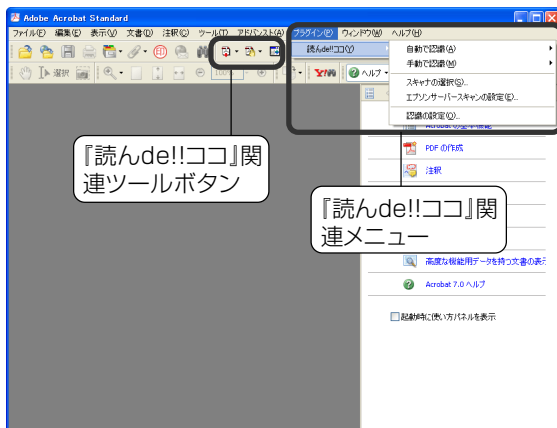 Adobe Acrobat Standard
ファイル(F) 編集(E) 表示(V) 文書(D) 注釈(C) ツール(T) アドバンスト(A) プラグイン(P) ウィンドウ(W) ヘルプ(H)
読んde!!ココ(V)
自動で認識(A)
手動で認識(M)
スキャナの選択(S)...
エプソンサーバースキャンの設定(E)...
認識の設定(O)...
選択
100%
Y!
ヘルプ
Acrobat の基本機能
PDF の作成
注釈
『読んde!!ココ』関
連ツールボタン
『読んde!!ココ』関
連メニュー
高度な機能用データを持つ文書の表示
Acrobat 7.0 ヘルプ
起動時に使い方パネルを表示